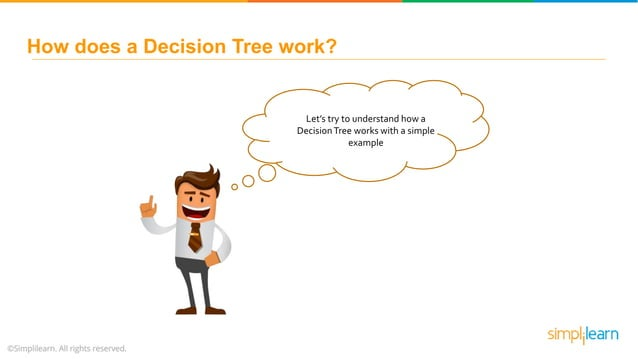 How does a Decision Tree work?
Let's try to understand how a
Decision Tree works with a simple
example
simplilearn
©Simplilearn. All rights reserved.